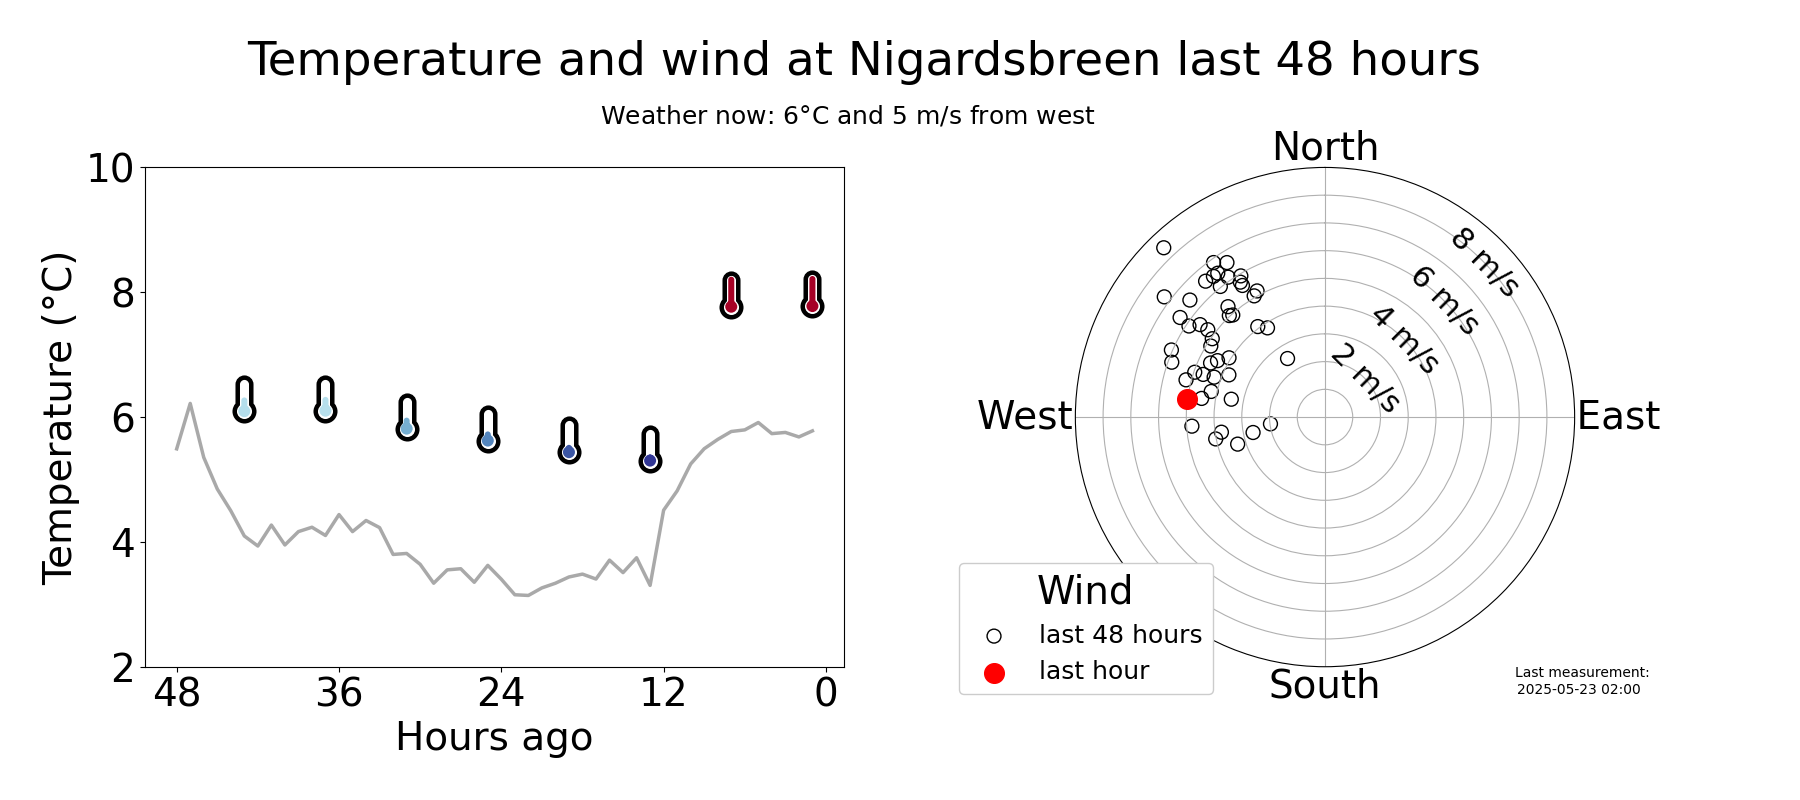 Temperature and wind at Nigardsbreen last 48 hours
Weather now: 6°C and 5 m/s from west
10
8
6
4
2
Temperature (°C)
48 36 24 12 0
Hours ago
North
West
East
South
8 m/s
6 m/s
4 m/s
2 m/s
Wind
last 48 hours
last hour
Last measurement:
2025-05-23 02:00